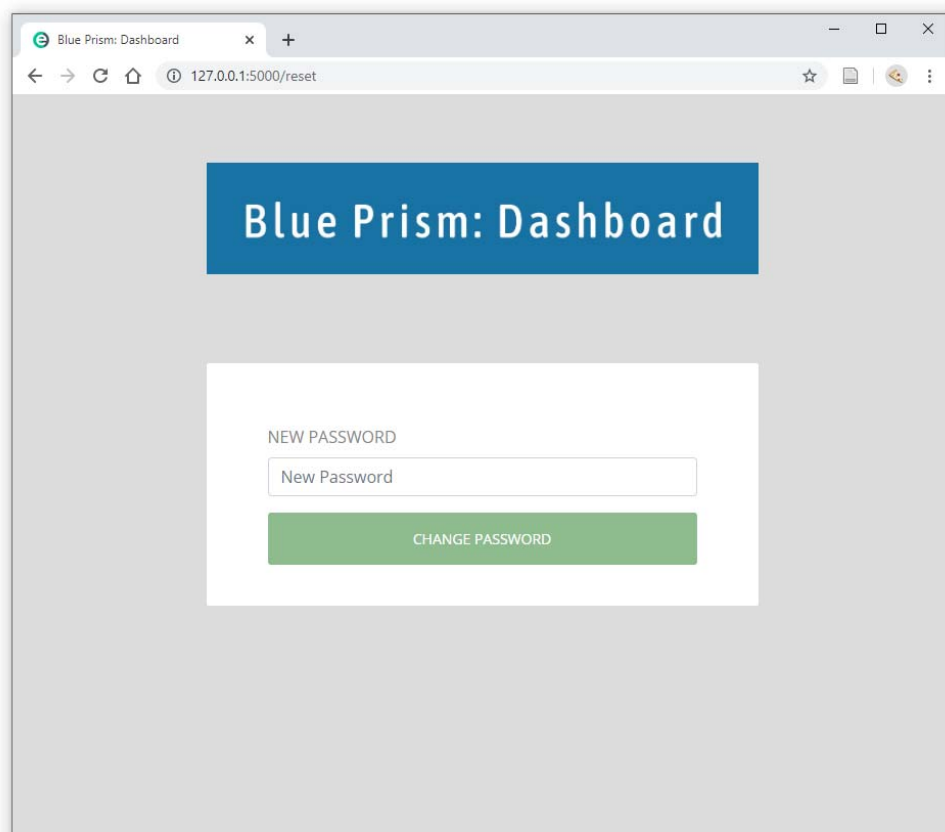 Blue Prism: Dashboard
127.0.0.1:5000/reset
Blue Prism: Dashboard
NEW PASSWORD
New Password
CHANGE PASSWORD